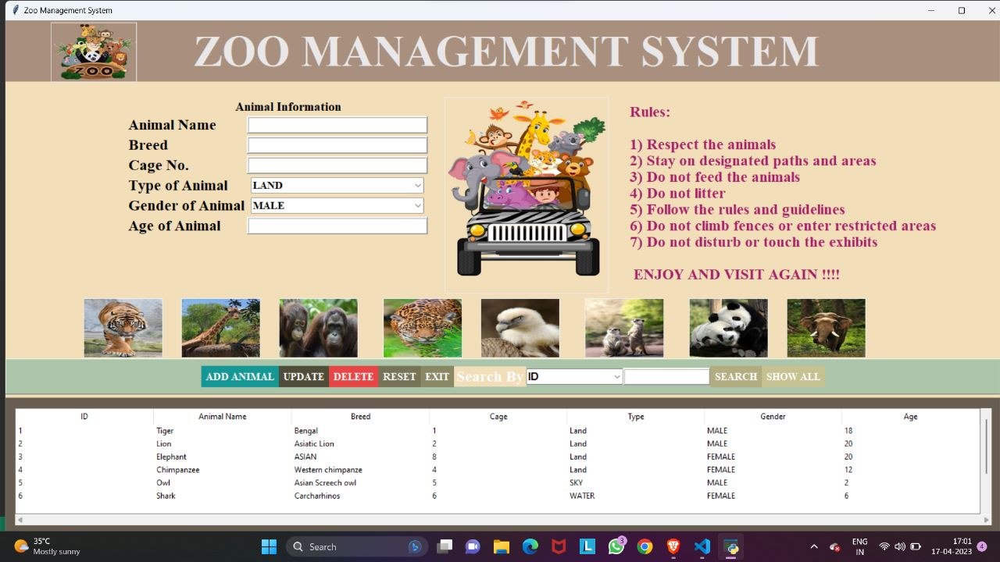 Zoo Management System
ZOO
ZOO MANAGEMENT SYSTEM
Animal Information
Animal Name
Breed
Cage No.
Type of Animal LAND
Gender of Animal MALE
Age of Animal
Rules:
1) Respect the animals
2) Stay on designated paths and areas
3) Do not feed the animals
4) Do not litter
5) Follow the rules and guidelines
6) Do not climb fences or enter restricted areas
7) Do not disturb or touch the exhibits
ENJOY AND VISIT AGAIN !!!!
ADD ANIMAL UPDATE DELETE RESET EXIT Search By ID SEARCH SHOW ALL
ID Animal Name Breed Cage Type Gender Age
1 Tiger Bengal 1 Land MALE 18
2 Lion Asiatic Lion 2 Land MALE 20
3 Elephant ASIAN 8 Land FEMALE 20
4 Chimpanzee Western chimpanze 4 Land FEMALE 12
5 Owl Asian Screech owl 5 SKY MALE 2
6 Shark Carcharhinos 6 WATER FEMALE 6
35°C
Mostly sunny
Search
L
3
ENG
IN
17:01
17-04-2023
4